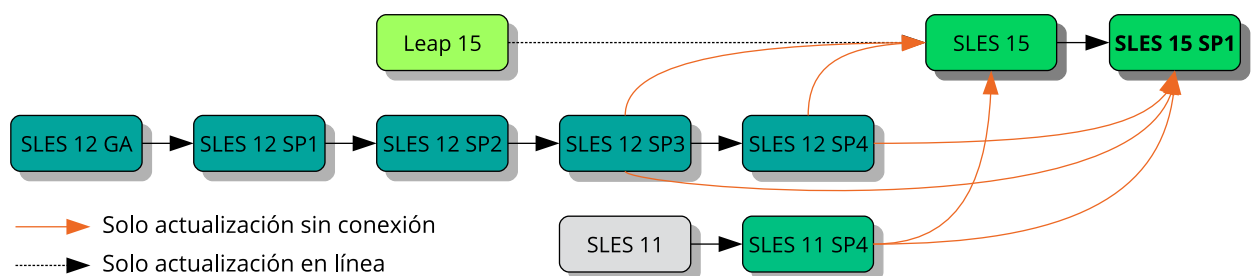 Leap 15
SLES 15
SLES 15 SP1
SLES 12 GA
SLES 12 SP1
SLES 12 SP2
SLES 12 SP3
SLES 12 SP4
Solo actualización sin conexión
SLES 11
SLES 11 SP4
Solo actualización en línea